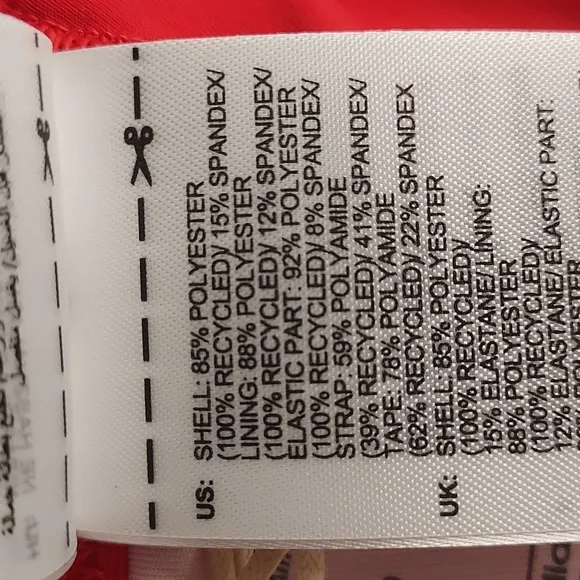 US: SHELL: 85% POLYESTER
(100% RECYCLED)/ 15% SPANDEX/
LINING: 88% POLYESTER
(100% RECYCLED)/ 12% SPANDEX/
ELASTIC PART: 92% POLYESTER
(100% RECYCLED)/ 8% SPANDEX/
STRAP: 59% POLYAMIDE
(39% RECYCLED)/ 41% SPANDEX/
TAPE: 78% POLYAMIDE
(62% RECYCLED)/ 22% SPANDEX
UK: SHELL: 85% POLYESTER
(100% RECYCLED)/
15% ELASTANE/ LINING:
88% POLYESTER
(100% RECYCLED)/
12% ELASTANE/ ELASTIC PART: